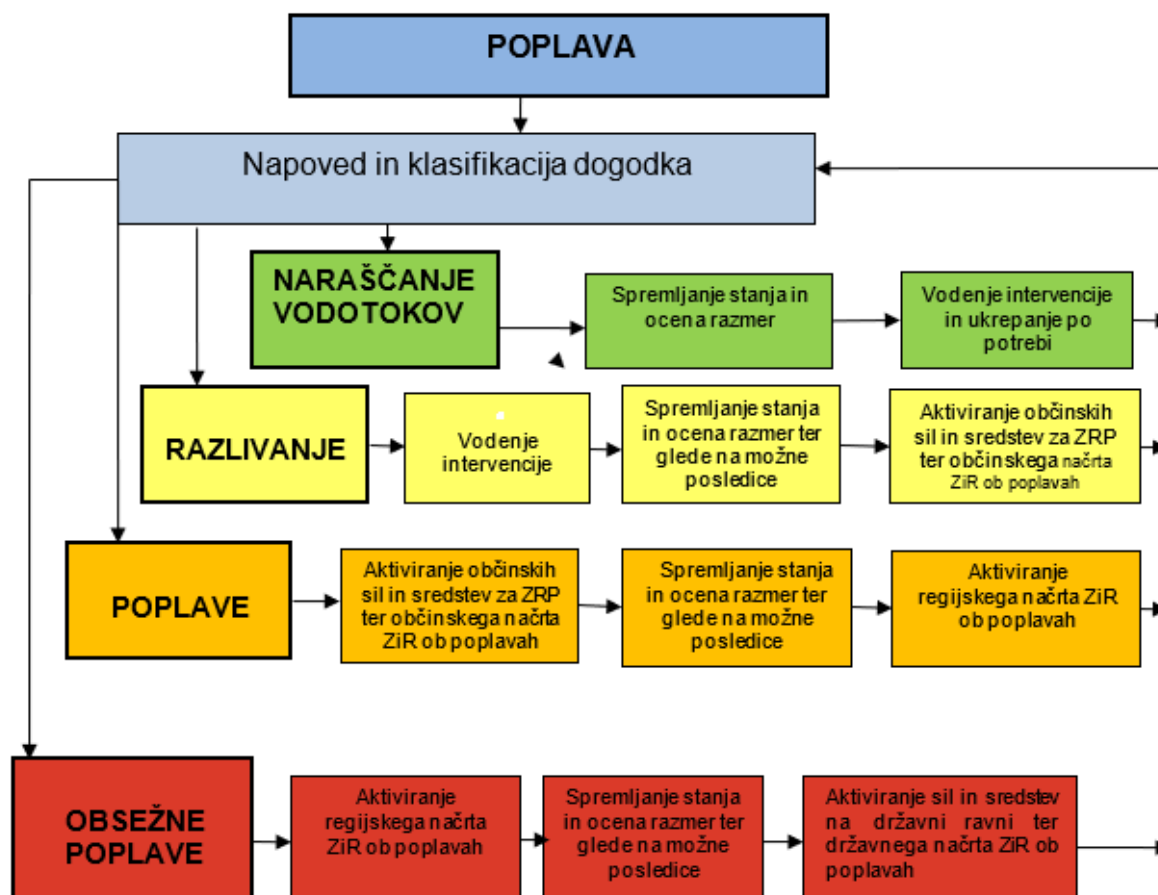 POPLAVA
Napoved in klasifikacija dogodka
NARAŠČANJE
VODOTOKOV
Spremljanje stanja in
ocena razmer
Vodenje intervencije
in ukrepanje po
potrebi
RAZLIVANJE
Vodenje
intervencije
Spremljanje stanja
in ocena razmer ter
glede na možne
posledice
Aktiviranje občinskih
sil in sredstev za ZRP
ter občinskega načrta
ZiR ob poplavah
POPLAVE
Aktiviranje občinskih
sil in sredstev za ZRP
ter občinskega načrta
ZiR ob poplavah
Spremljanje stanja
in ocena razmer ter
glede na možne
posledice
Aktiviranje
regijskega načrta ZiR
ob poplavah
OBSEŽNE
POPLAVE
Aktiviranje
regijskega načrta
ZiR ob poplavah
Spremljanje stanja
in ocena razmer ter
glede na možne
posledice
Aktiviranje sil in sredstev
na državni ravni ter
državnega načrta ZiR ob
poplavah